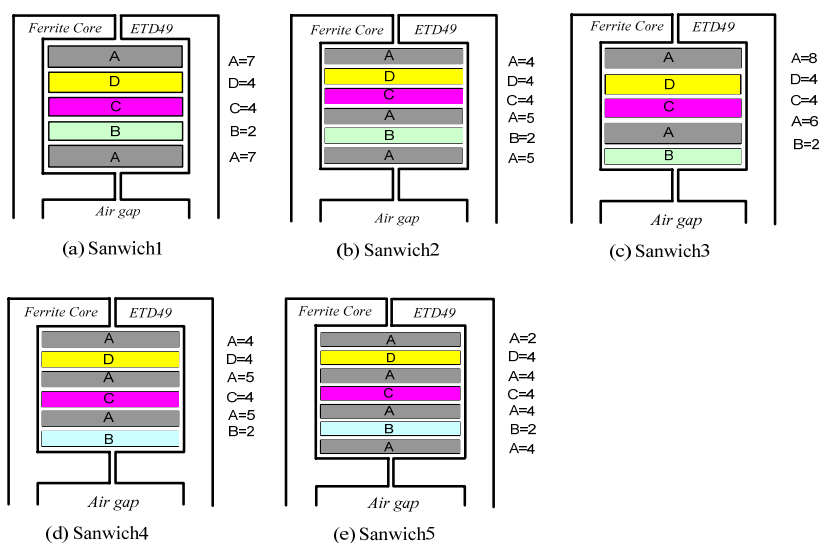 Ferrite Core ETD49
A
D
C
B
A
A=7
D=4
C=4
B=2
A=7
Air gap
(a) Sanwich1
Ferrite Core ETD49
A
D
C
A
B
A
A=4
D=4
C=4
A=5
B=2
A=5
Air gap
(b) Sanwich2
Ferrite Core ETD49
A
D
C
A
B
A=8
D=4
C=4
A=6
B=2
Air gap
(c) Sanwich3
Ferrite Core ETD49
A
D
A
C
A
B
A=4
D=4
A=5
C=4
A=5
B=2
Air gap
(d) Sanwich4
Ferrite Core ETD49
A
D
A
C
A
B
A
A=2
D=4
A=4
C=4
A=4
B=2
A=4
Air gap
(e) Sanwich5